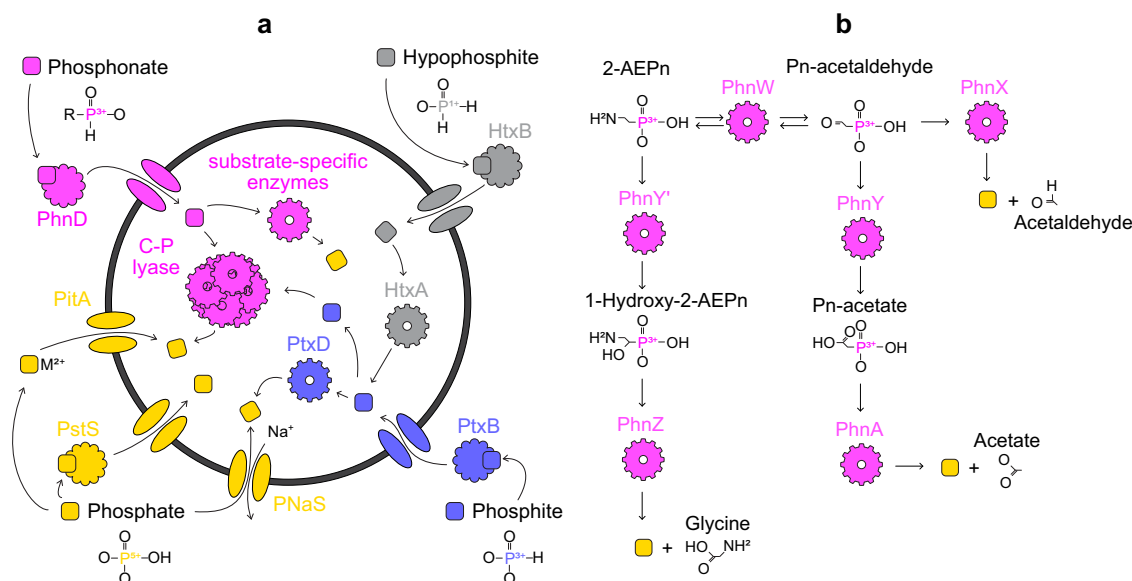 a
Phosphonate
O
R-P³⁺-O
H
Hypophosphite
O
O-P¹⁺-H
H
HtxB
substrate-specific
enzymes
PhnD
C-P
lyase
HtxA
PitA
M²⁺
PtxD
PstS
Na⁺
PtxB
PNaS
Phosphate
O
O-P⁵⁺-OH
O
Phosphite
O
O-P³⁺-H
O
b
2-AEPn
Pn-acetaldehyde
PhnW
PhnX
O
H²N P³⁺-OH
O
O
O P³⁺-OH
O
PhnY'
PhnY
+ O H
Acetaldehyde
1-Hydroxy-2-AEPn
Pn-acetate
O
H²N P³⁺-OH
HO O
O O
HO P³⁺-OH
O
PhnZ
PhnA
Acetate
+ O
O
Glycine
+ HO NH²
O